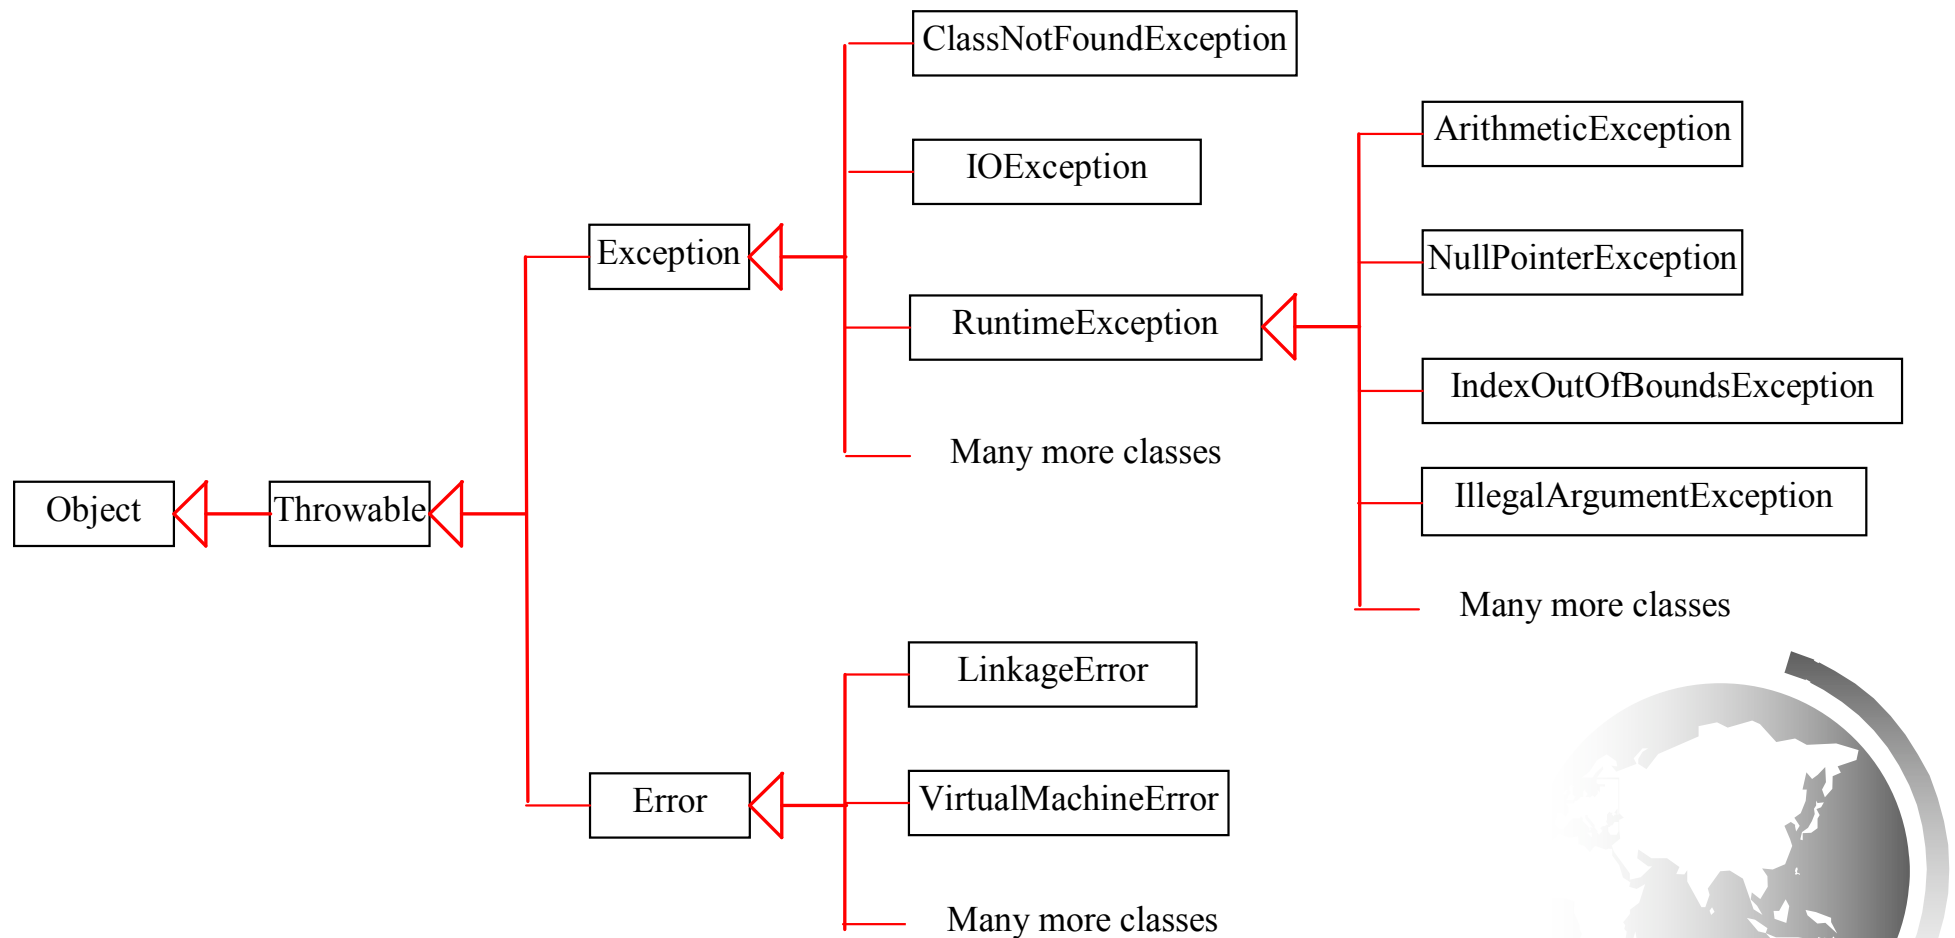 ClassNotFoundException
ArithmeticException
IOException
NullPointerException
Exception
RuntimeException
IndexOutOfBoundsException
Many more classes
Object
Throwable
IllegalArgumentException
Many more classes
LinkageError
Error
VirtualMachineError
Many more classes